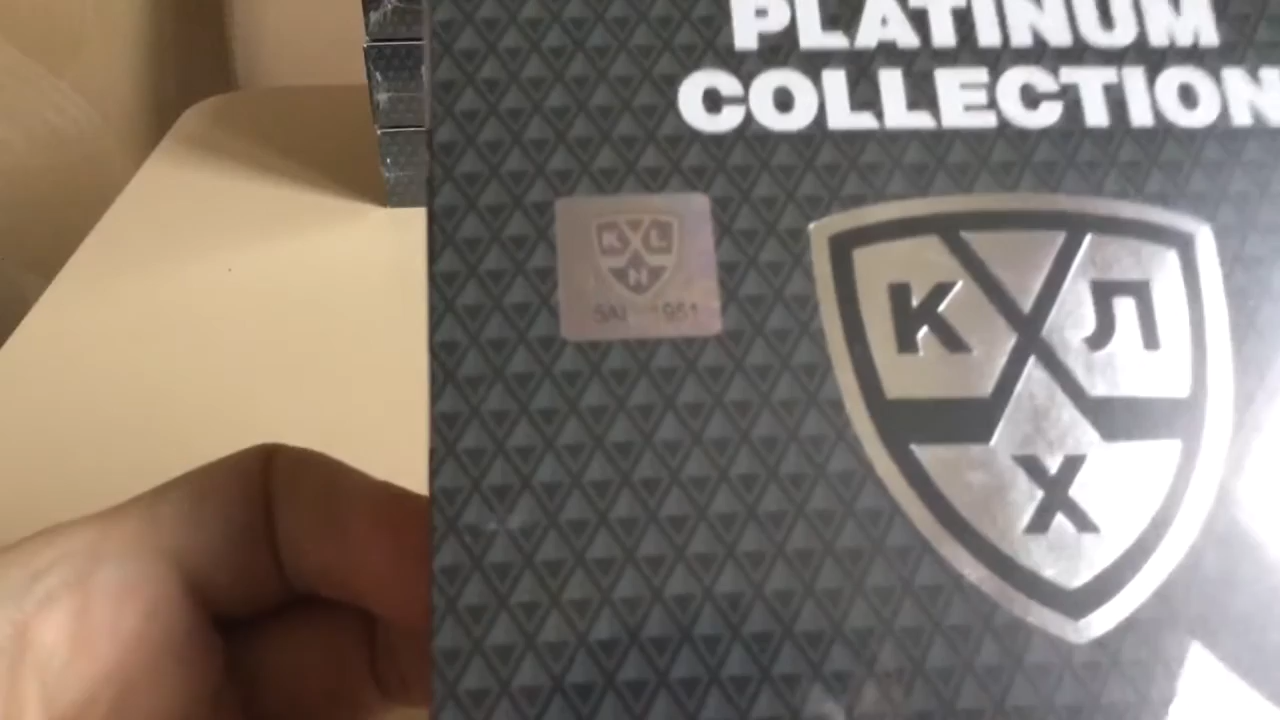 PLATINUM
COLLECTION
K L
H
К Л
Х